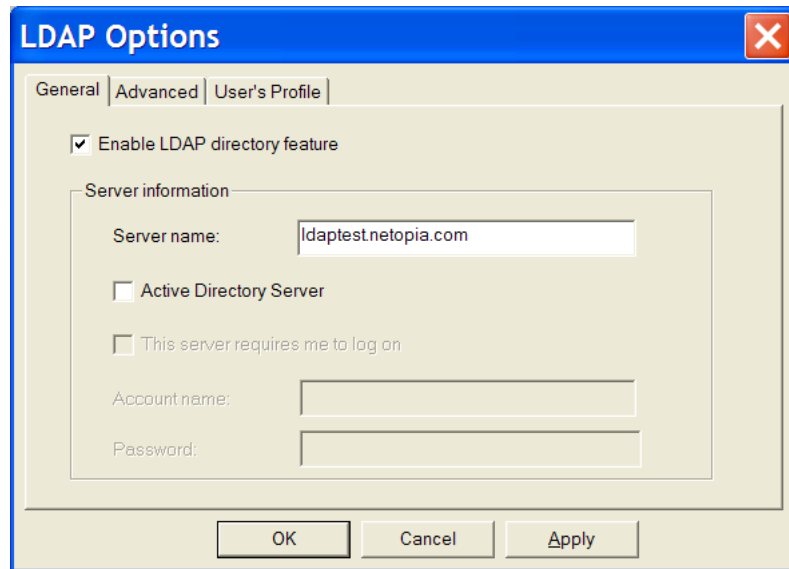 LDAP Options
General Advanced User's Profile
Enable LDAP directory feature
Server information
Server name: ldaptest.netopia.com
Active Directory Server
This server requires me to log on
Account name:
Password:
OK Cancel Apply